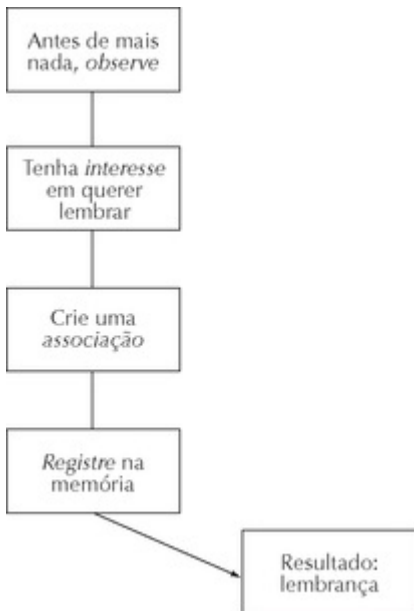 Antes de mais
nada, observe
Tenha interesse
em querer
lembrar
Crie uma
associação
Registre na
memória
Resultado:
lembrança